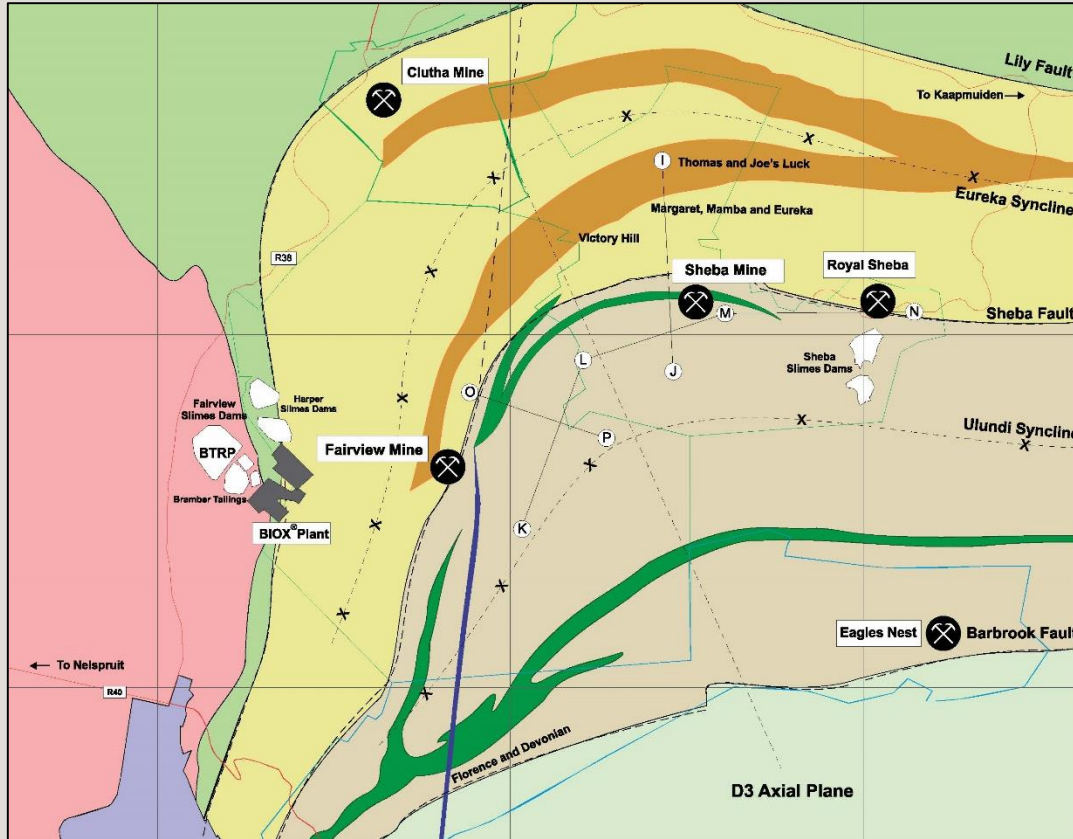 Lily Fault
Clutha Mine
To Kaapmuiden →
I
Thomas and Joe's Luck
Eureka Syncline
Margaret, Mamba and Eureka
Victory Hill
R38
Sheba Mine
Royal Sheba
M
N
Sheba Fault
L
J
Sheba
Slimes Dams
O
Harper
Slimes Dams
Fairview
Slimes Dams
P
Ulundi Syncline
BTRP
Fairview Mine
Bramber Tailings
K
BIOX® Plant
Eagles Nest
Barbrook Fault
← To Nelspruit
R40
Florence and Devonian
D3 Axial Plane
X
X
X
X
X
X
X
X
X
X
X
X
X
X